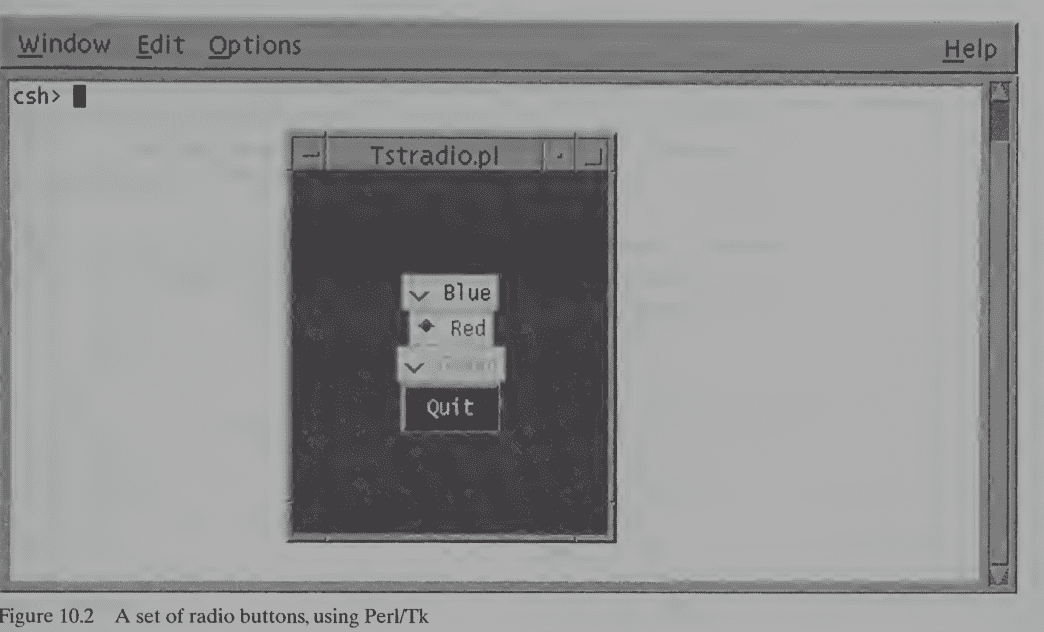 Window Edit Options Help
csh>
Tstradio.pl
Blue
Red
Quit
Figure 10.2 A set of radio buttons, using Perl/Tk